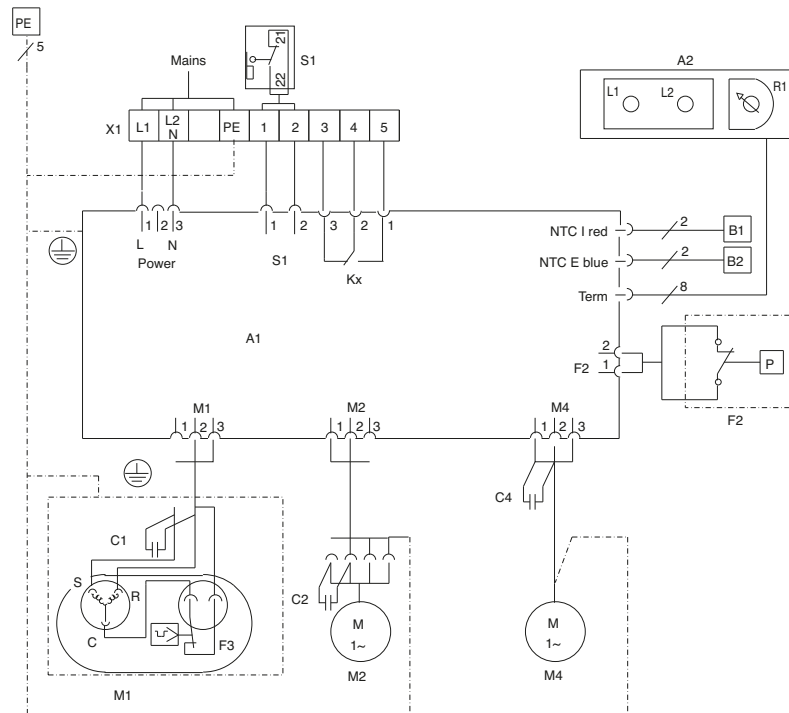 PE
5
Mains
21
22
S1
A2
L1
L2
R1
X1
L1
L2
N
PE
1
2
3
4
5
1
2
3
L
N
Power
1
2
S1
3
2
1
Kx
NTC I red
2
B1
NTC E blue
2
B2
Term
8
A1
2
1
F2
P
F2
M1
1
2
3
M2
1
2
3
M4
1
2
3
C1
S
R
C
F3
M1
C2
M
1~
M2
C4
M
1~
M4